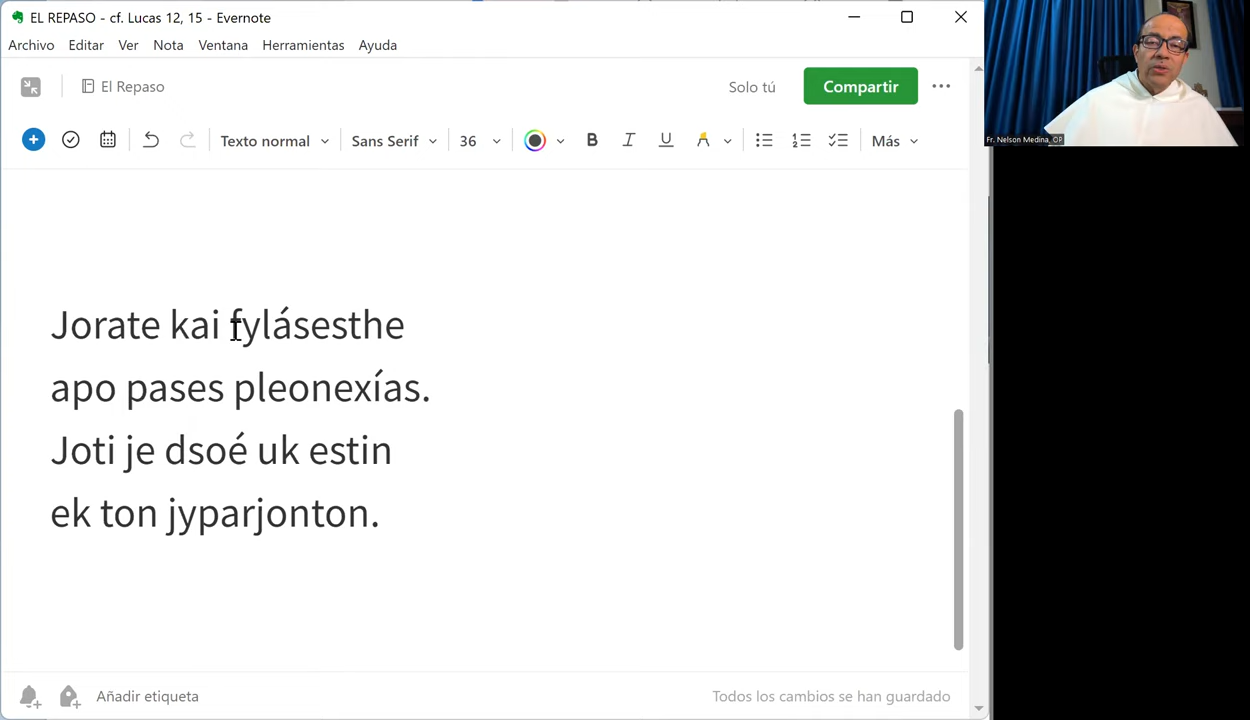 EL REPASO - cf. Lucas 12, 15 - Evernote
Archivo Editar Ver Nota Ventana Herramientas Ayuda
El Repaso Solo tú Compartir
Texto normal Sans Serif 36 B I U A Más
Fr. Nelson Medina, OP
Jorate kai fylásesthe
apo pases pleonexías.
Joti je dsoé uk estin
ek ton jyparjonton.
Añadir etiqueta Todos los cambios se han guardado